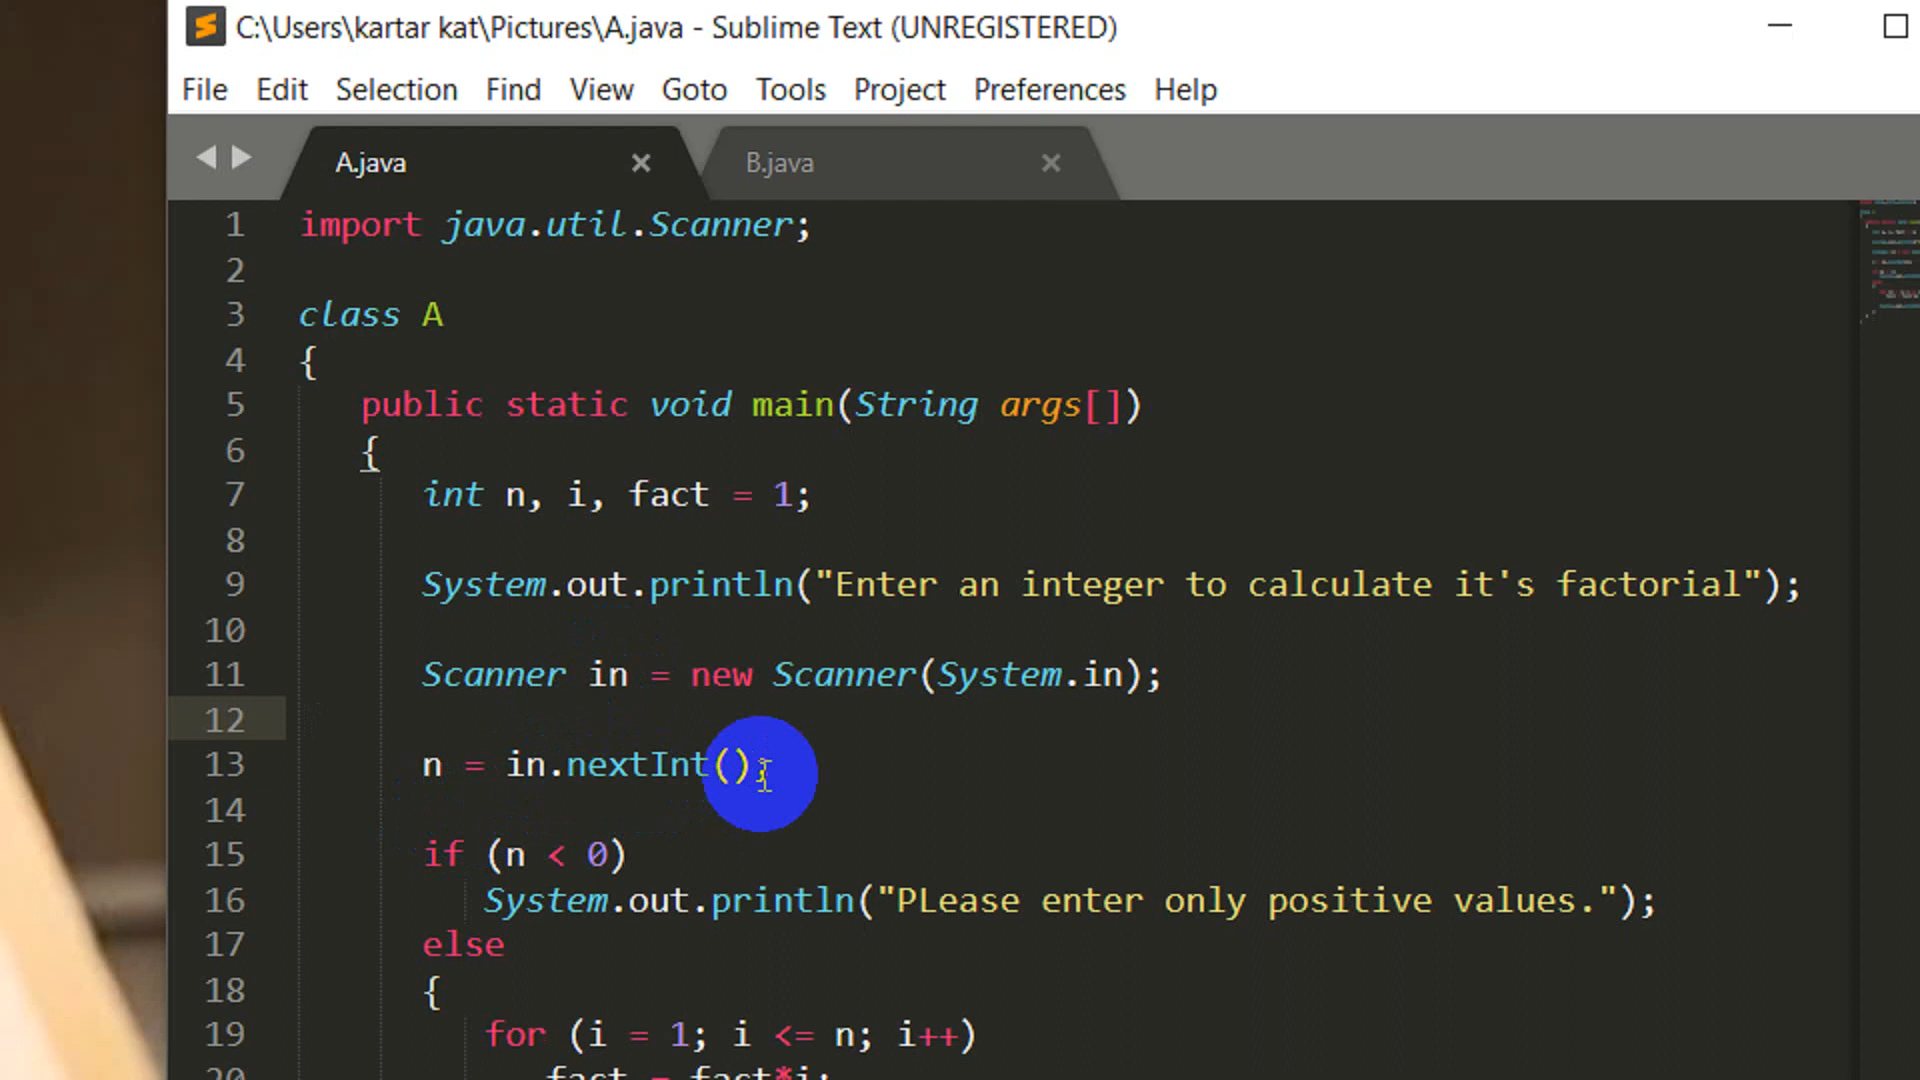 C:\Users\kartar kat\Pictures\A.java - Sublime Text (UNREGISTERED)
File Edit Selection Find View Goto Tools Project Preferences Help
A.java B.java
1 import java.util.Scanner;
2
3 class A
4 {
5 public static void main(String args[])
6 {
7 int n, i, fact = 1;
8
9 System.out.println("Enter an integer to calculate it's factorial");
10
11 Scanner in = new Scanner(System.in);
12
13 n = in.nextInt();
14
15 if (n < 0)
16 System.out.println("PLease enter only positive values.");
17 else
18 {
19 for (i = 1; i <= n; i++)
20 fact = fact*i;